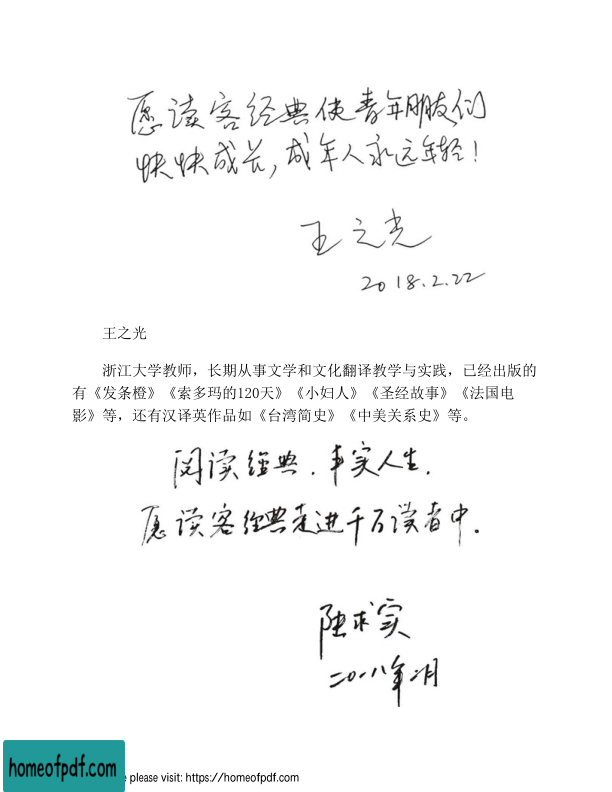 愿读客经典使青年朋友们
快快成长，成年人永远年轻！
王之光
2018.2.22
王之光
浙江大学教师，长期从事文学和文化翻译教学与实践，已经出版的
有《发条橙》《索多玛的120天》《小妇人》《圣经故事》《法国电
影》等，还有汉译英作品如《台湾简史》《中美关系史》等。
阅读经典．丰实人生．
愿读客经典走进千万读者中．
陆求实
二〇一八年二月
homeofpdf.com
e please visit: https://homeofpdf.com